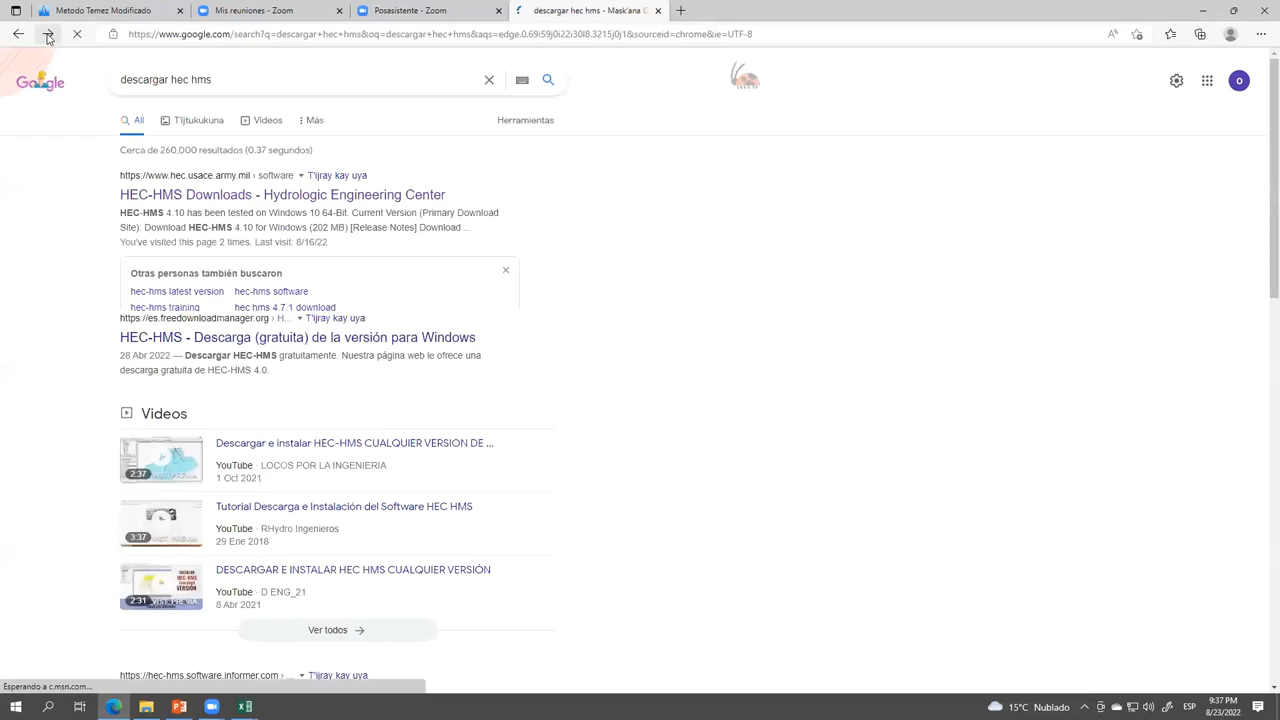 Metodo Temez Modificado
Launch Meeting - Zoom
Launch Meeting - Zoom
descargar hec-hms - Mask'ana G
https://www.google.com/search?q=descargar+hec+hms&oq=descargar+hec+hms&aqs=edge.0.69i59j0i22i30l8.3215j0j1&sourceid=chrome&ie=UTF-8
Google
descargar hec hms
o
All
T'ijtukukuna
Videos
Más
Herramientas
Cerca de 260,000 resultados (0.37 segundos)
https://www.hec.usace.army.mil › software T'ijray kay uya
HEC-HMS Downloads - Hydrologic Engineering Center
HEC-HMS 4.10 has been tested on Windows 10 64-Bit. Current Version (Primary Download
Site): Download HEC-HMS 4.10 for Windows (202 MB) [Release Notes] Download ...
You've visited this page 2 times. Last visit: 8/16/22
Otras personas también buscaron
hec-hms latest version hec-hms software
hec-hms training hec hms 4.7.1 download
https://es.freedownloadmanager.org › H... T'ijray kay uya
HEC-HMS - Descarga (gratuita) de la versión para Windows
28 Abr 2022 — Descargar HEC-HMS gratuitamente. Nuestra página web le ofrece una
descarga gratuita de HEC-HMS 4.0.
Videos
2:37
VIST. PREVIA
Descargar e instalar HEC-HMS CUALQUIER VERSION DE ...
YouTube · LOCOS POR LA INGENIERIA
1 Oct 2021
3:37
VIST. PREVIA
Tutorial Descarga e Instalación del Software HEC HMS
YouTube · RHydro Ingenieros
29 Ene 2018
2:31
VIST. PREVIA
DESCARGAR E INSTALAR HEC HMS CUALQUIER VERSIÓN
YouTube · D ENG_21
8 Abr 2021
Ver todos
https://hec-hms.software.informer.com › ... T'ijray kay uya
Esperando a c.msn.com...
15°C Nublado
ESP
9:37 PM
8/23/2022